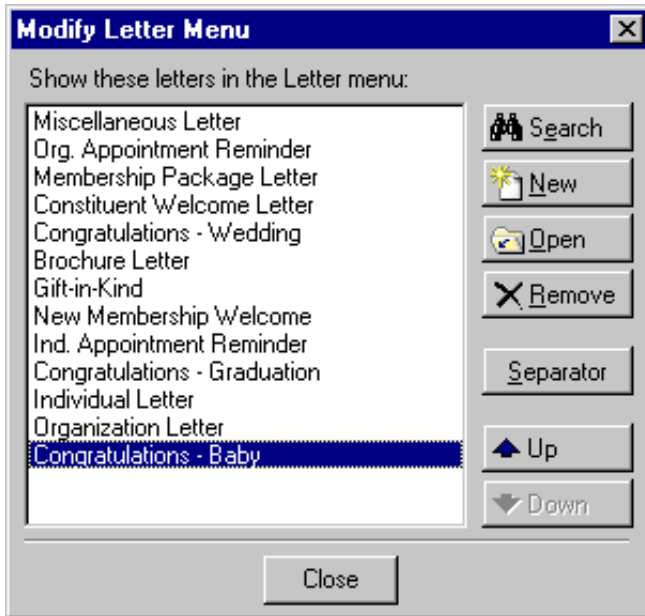 Modify Letter Menu
Show these letters in the Letter menu:
Miscellaneous Letter
Org. Appointment Reminder
Membership Package Letter
Constituent Welcome Letter
Congratulations - Wedding
Brochure Letter
Gift-in-Kind
New Membership Welcome
Ind. Appointment Reminder
Congratulations - Graduation
Individual Letter
Organization Letter
Congratulations - Baby
Search
New
Open
Remove
Separator
Up
Down
Close